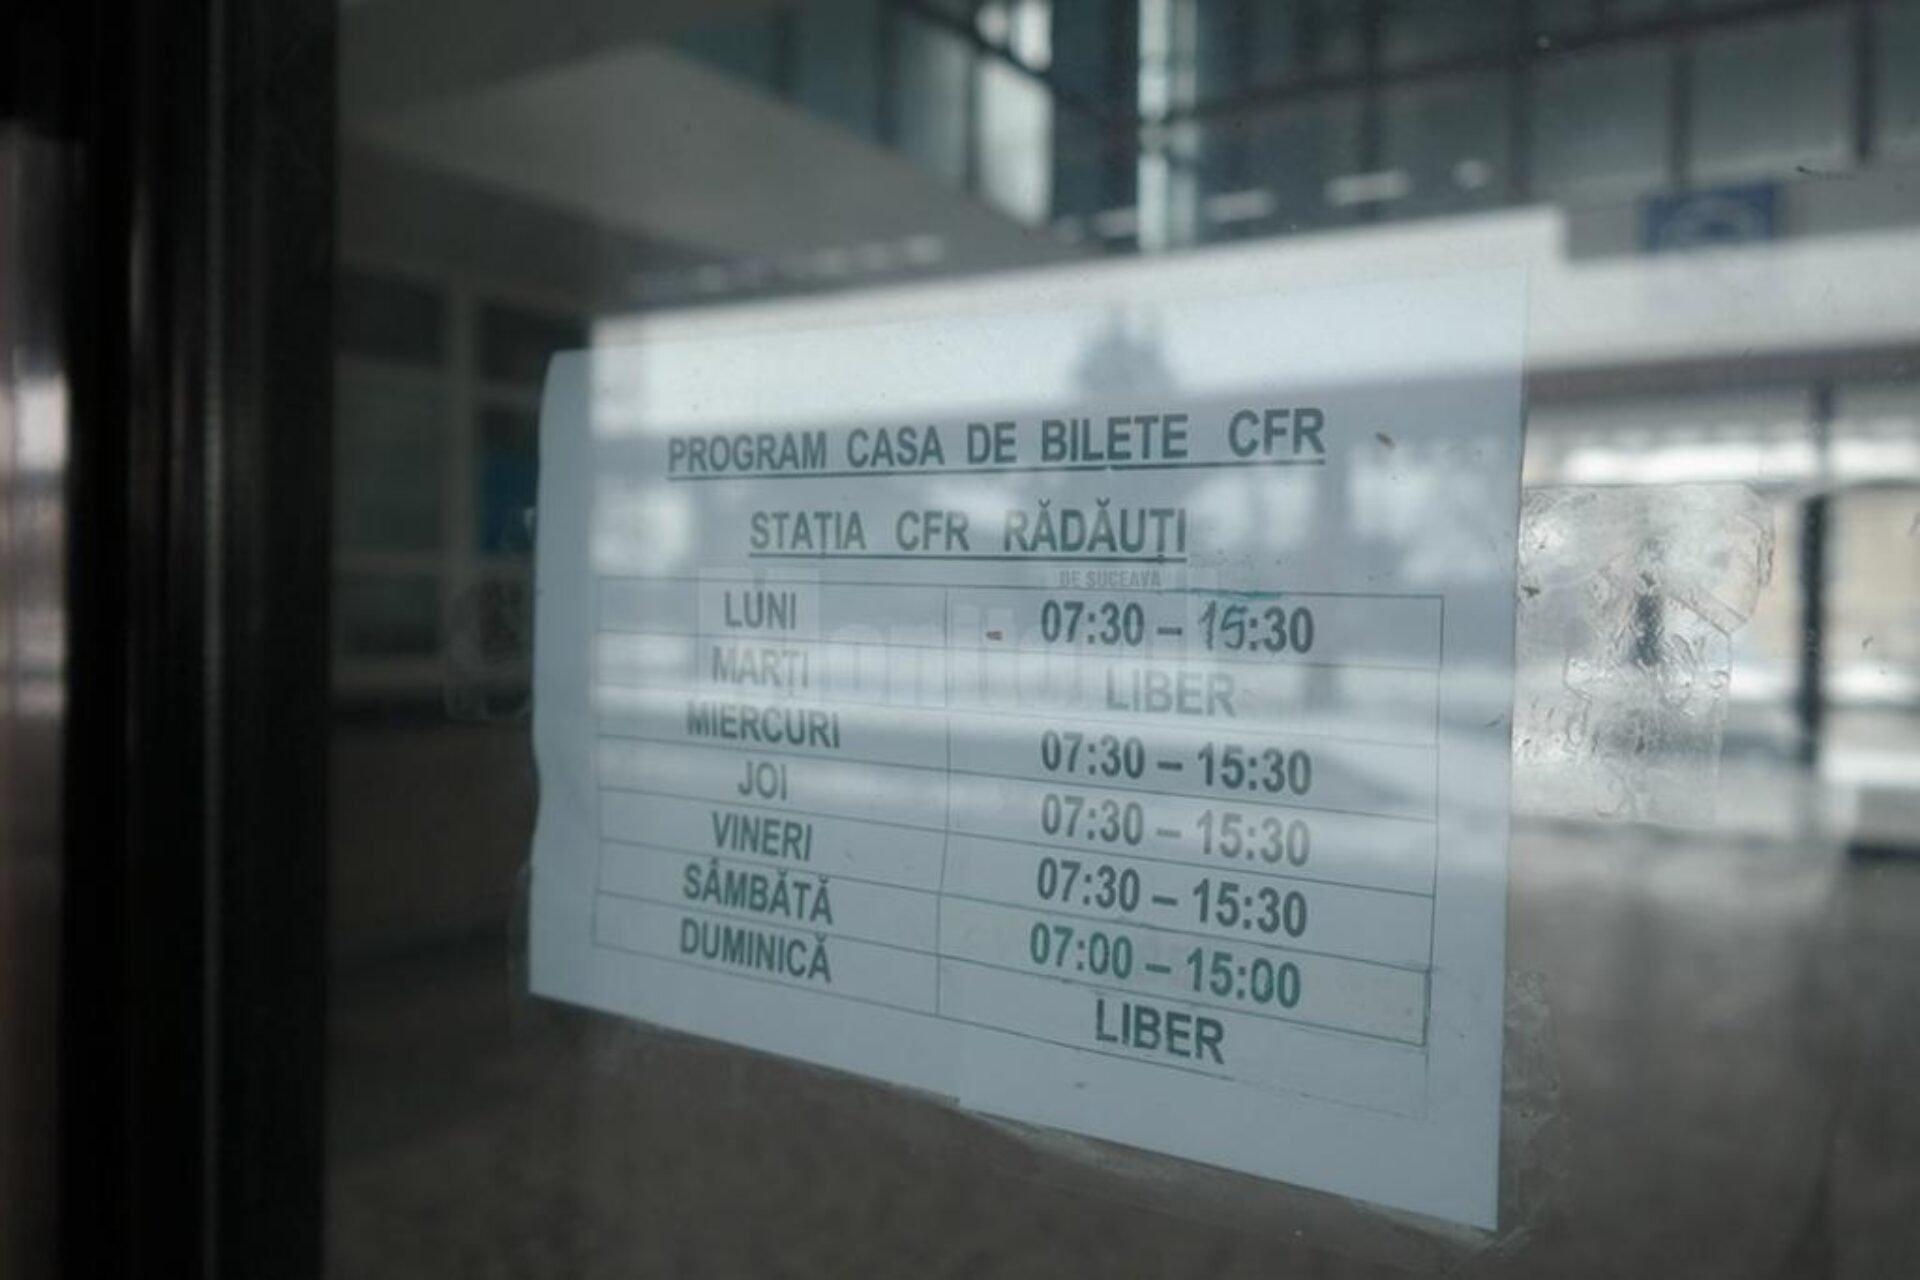 PROGRAM CASA DE BILETE CFR
STAȚIA CFR RĂDĂUȚI
DE SUCEAVA
LUNI 07:30 – 15:30
MARȚI LIBER
MIERCURI 07:30 – 15:30
JOI 07:30 – 15:30
VINERI 07:30 – 15:30
SÂMBĂTĂ 07:00 – 15:00
DUMINICĂ LIBER